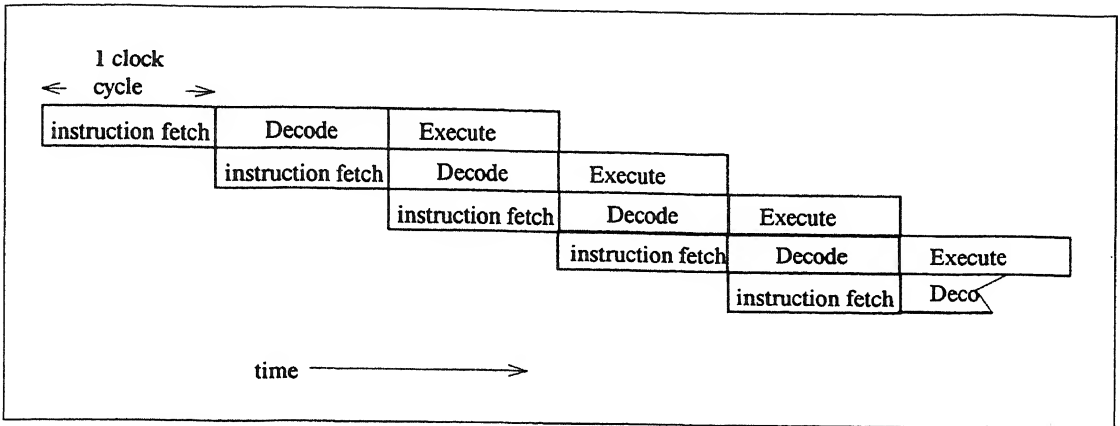 1 clock
cycle
instruction fetch Decode Execute
instruction fetch Decode Execute
instruction fetch Decode Execute
instruction fetch Decode Execute
instruction fetch Deco
time